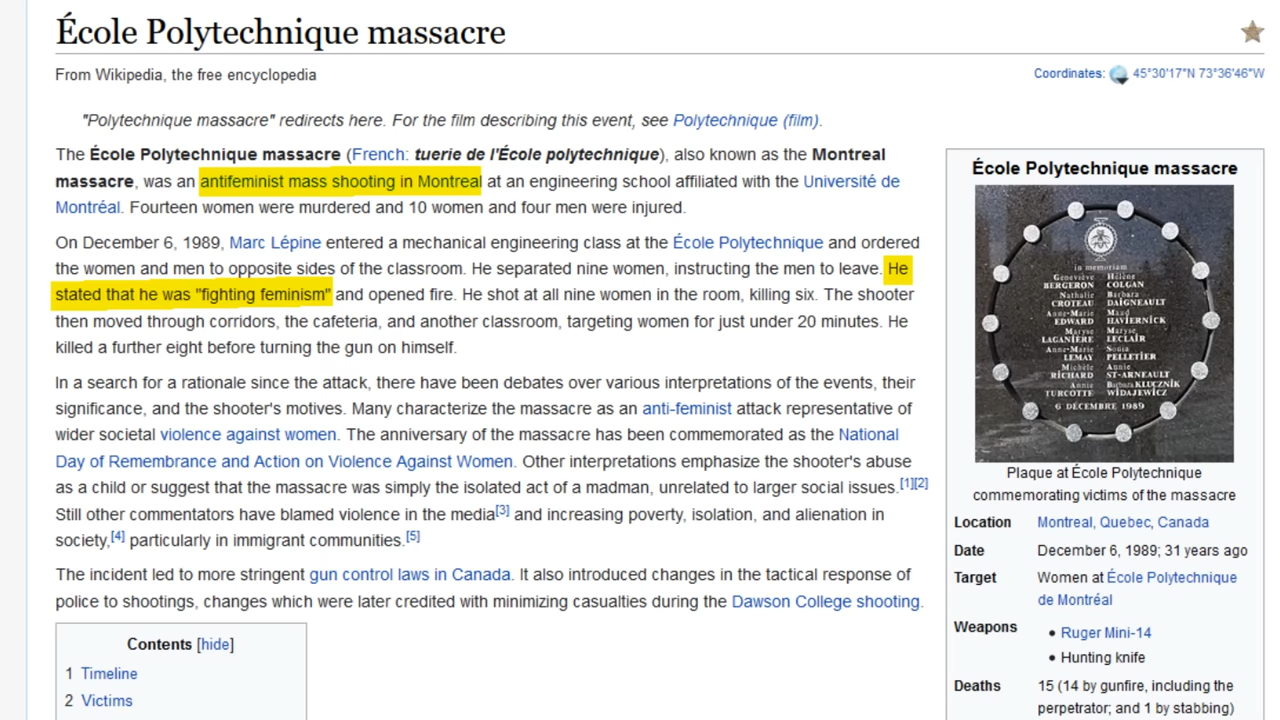 École Polytechnique massacre
From Wikipedia, the free encyclopedia
Coordinates: 45°30′17″N 73°36′46″W
"Polytechnique massacre" redirects here. For the film describing this event, see Polytechnique (film).
The École Polytechnique massacre (French: tuerie de l'École polytechnique), also known as the Montreal
massacre, was an antifeminist mass shooting in Montreal at an engineering school affiliated with the Université de
Montréal. Fourteen women were murdered and 10 women and four men were injured.
On December 6, 1989, Marc Lépine entered a mechanical engineering class at the École Polytechnique and ordered
the women and men to opposite sides of the classroom. He separated nine women, instructing the men to leave. He
stated that he was "fighting feminism" and opened fire. He shot at all nine women in the room, killing six. The shooter
then moved through corridors, the cafeteria, and another classroom, targeting women for just under 20 minutes. He
killed a further eight before turning the gun on himself.
In a search for a rationale since the attack, there have been debates over various interpretations of the events, their
significance, and the shooter's motives. Many characterize the massacre as an anti-feminist attack representative of
wider societal violence against women. The anniversary of the massacre has been commemorated as the National
Day of Remembrance and Action on Violence Against Women. Other interpretations emphasize the shooter's abuse
as a child or suggest that the massacre was simply the isolated act of a madman, unrelated to larger social issues.[1][2]
Still other commentators have blamed violence in the media[3] and increasing poverty, isolation, and alienation in
society,[4] particularly in immigrant communities.[5]
The incident led to more stringent gun control laws in Canada. It also introduced changes in the tactical response of
police to shootings, changes which were later credited with minimizing casualties during the Dawson College shooting.
Contents [hide]
1 Timeline
2 Victims
École Polytechnique massacre
in memoriam
Geneviève Hélène
BERGERON COLGAN
Nathalie Barbara
CROTEAU DAIGNEAULT
Anne-Marie Maud
EDWARD HAVIERNICK
Maryse Maryse
LAGANIÈRE LECLAIR
Anne-Marie Sonia
LEMAY PELLETIER
Michèle Annie
RICHARD ST-ARNEAULT
Annie Barbara KLUCZNIK
TURCOTTE WIDAJEWICZ
6 DÉCEMBRE 1989
Plaque at École Polytechnique
commemorating victims of the massacre
Location Montreal, Quebec, Canada
Date December 6, 1989; 31 years ago
Target Women at École Polytechnique
de Montréal
Weapons • Ruger Mini-14
• Hunting knife
Deaths 15 (14 by gunfire, including the
perpetrator; and 1 by stabbing)